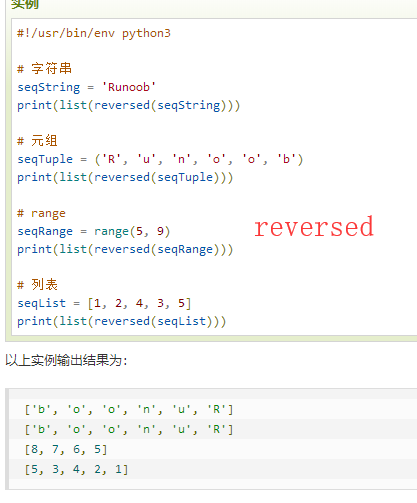 实例
#!/usr/bin/env python3
# 字符串
seqString = 'Runoob'
print(list(reversed(seqString)))
# 元组
seqTuple = ('R', 'u', 'n', 'o', 'o', 'b')
print(list(reversed(seqTuple)))
# range
seqRange = range(5, 9)
print(list(reversed(seqRange)))
reversed
# 列表
seqList = [1, 2, 4, 3, 5]
print(list(reversed(seqList)))
以上实例输出结果为:
['b', 'o', 'o', 'n', 'u', 'R']
['b', 'o', 'o', 'n', 'u', 'R']
[8, 7, 6, 5]
[5, 3, 4, 2, 1]